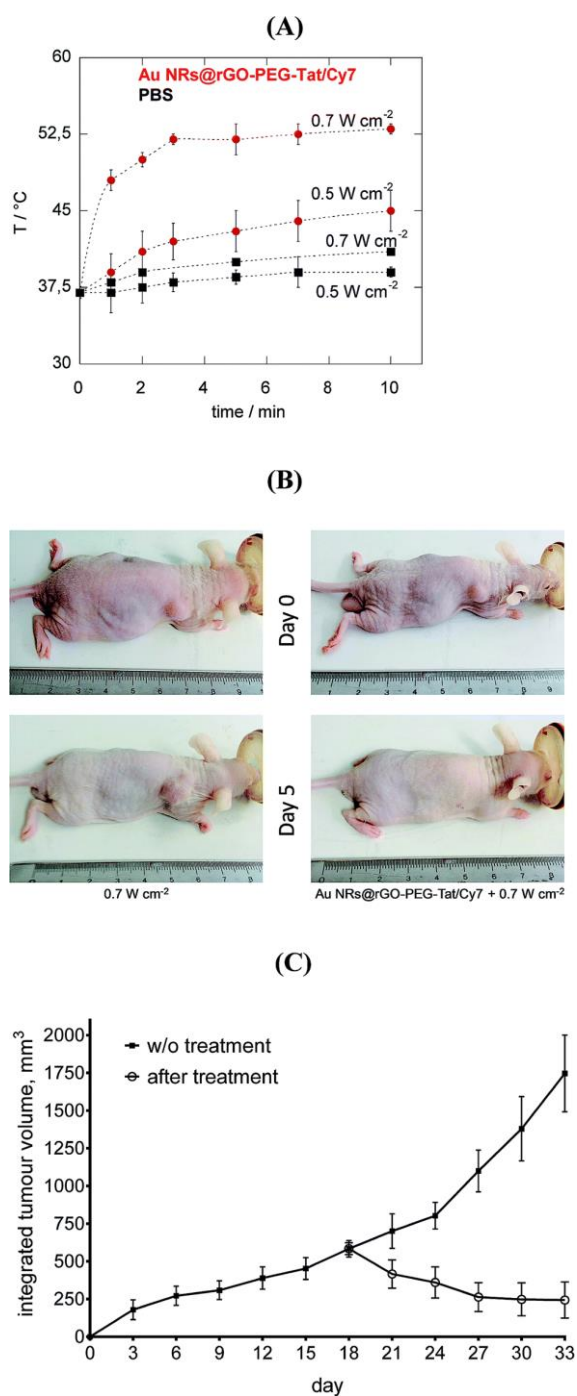 (A)
60
Au NRs@rGO-PEG-Tat/Cy7
PBS
0.7 W cm⁻²
52.5
0.5 W cm⁻²
45
0.7 W cm⁻²
37.5
0.5 W cm⁻²
30
T / °C
0 2 4 6 8 10
time / min
(B)
Day 0
Day 5
0.7 W cm⁻²
Au NRs@rGO-PEG-Tat/Cy7 + 0.7 W cm⁻²
(C)
2000
w/o treatment
1750
after treatment
1500
1250
1000
750
500
250
0
integrated tumour volume, mm³
0 3 6 9 12 15 18 21 24 27 30 33
day